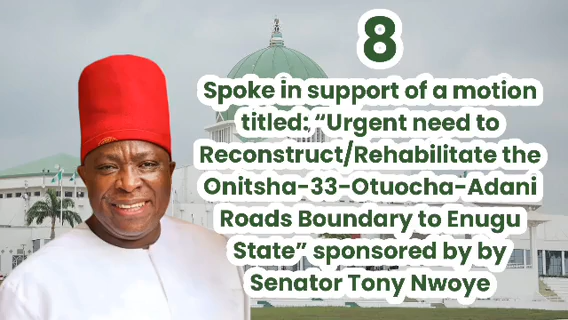 8
Spoke in support of a motion
titled: “Urgent need to
Reconstruct/Rehabilitate the
Onitsha-33-Otuocha-Adani
Roads Boundary to Enugu
State” sponsored by by
Senator Tony Nwoye